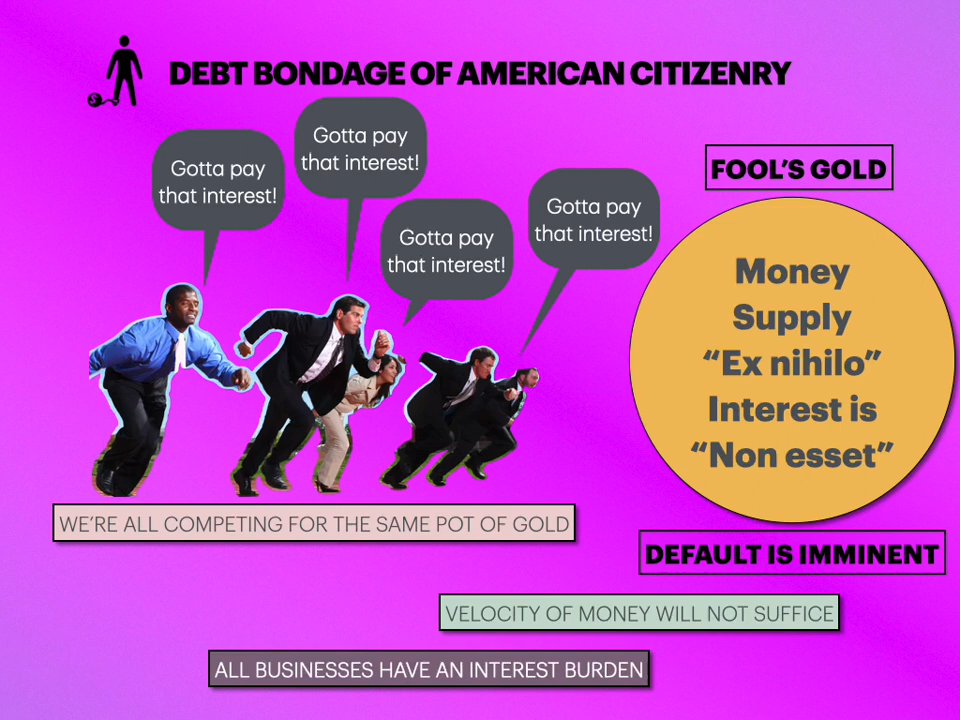 DEBT BONDAGE OF AMERICAN CITIZENRY
Gotta pay
that interest!
Gotta pay
that interest!
Gotta pay
that interest!
Gotta pay
that interest!
FOOL’S GOLD
Money
Supply
“Ex nihilo”
Interest is
“Non esset”
WE’RE ALL COMPETING FOR THE SAME POT OF GOLD
DEFAULT IS IMMINENT
VELOCITY OF MONEY WILL NOT SUFFICE
ALL BUSINESSES HAVE AN INTEREST BURDEN